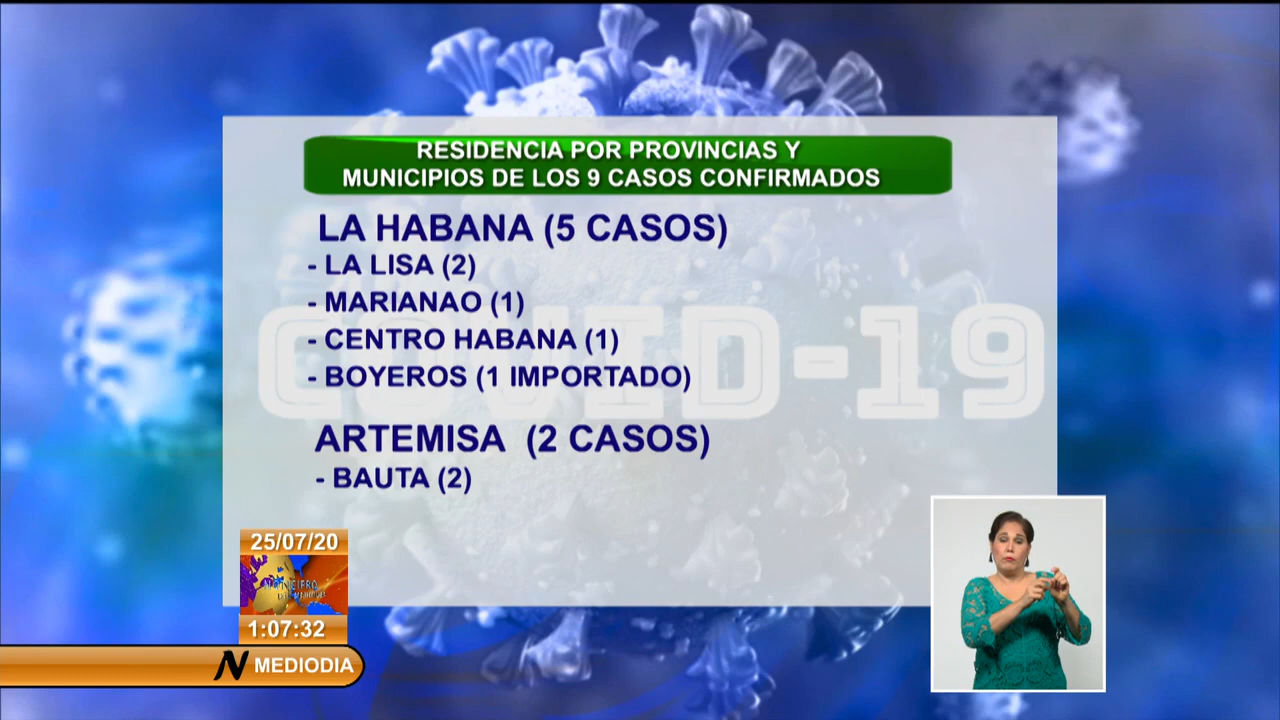 RESIDENCIA POR PROVINCIAS Y
MUNICIPIOS DE LOS 9 CASOS CONFIRMADOS
LA HABANA (5 CASOS)
- LA LISA (2)
- MARIANAO (1)
- CENTRO HABANA (1)
- BOYEROS (1 IMPORTADO)
COVID-19
ARTEMISA (2 CASOS)
- BAUTA (2)
25/07/20
NOTICIERO
1:07:32
N MEDIODIA